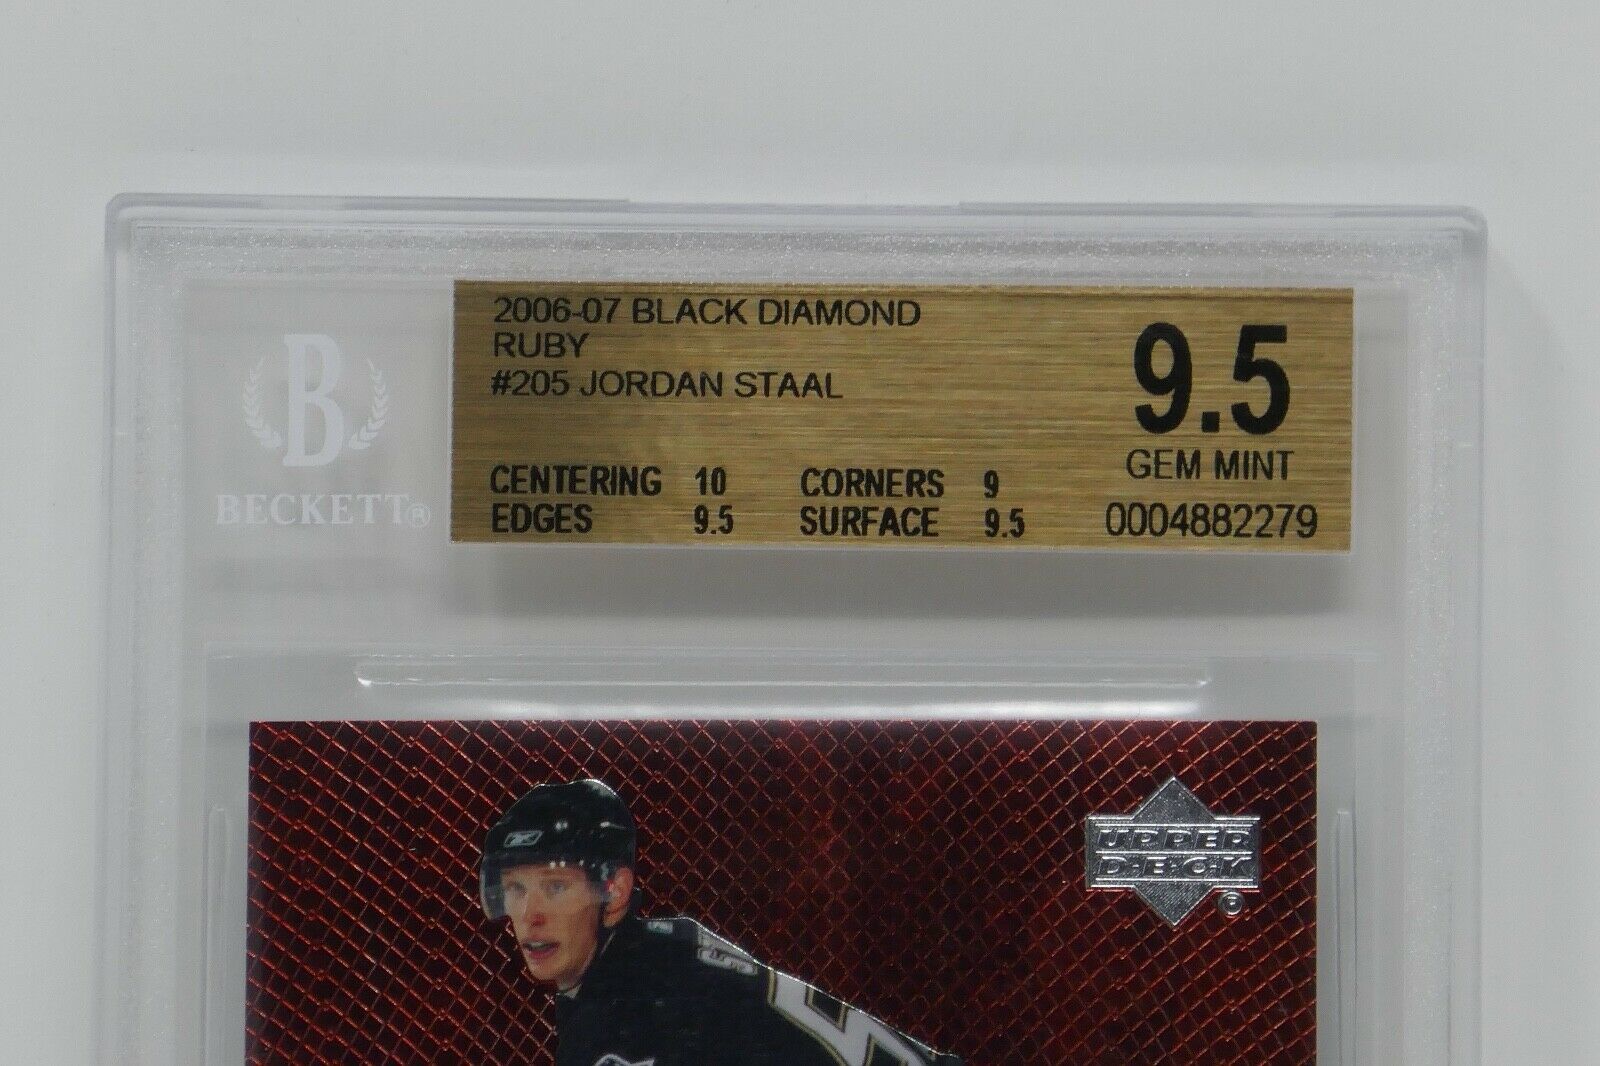 2006-07 BLACK DIAMOND
RUBY
#205 JORDAN STAAL
9.5
GEM MINT
CENTERING 10 CORNERS 9
EDGES 9.5 SURFACE 9.5
0004882279
B
BECKETT®
UPPER
D·E·C·K
®